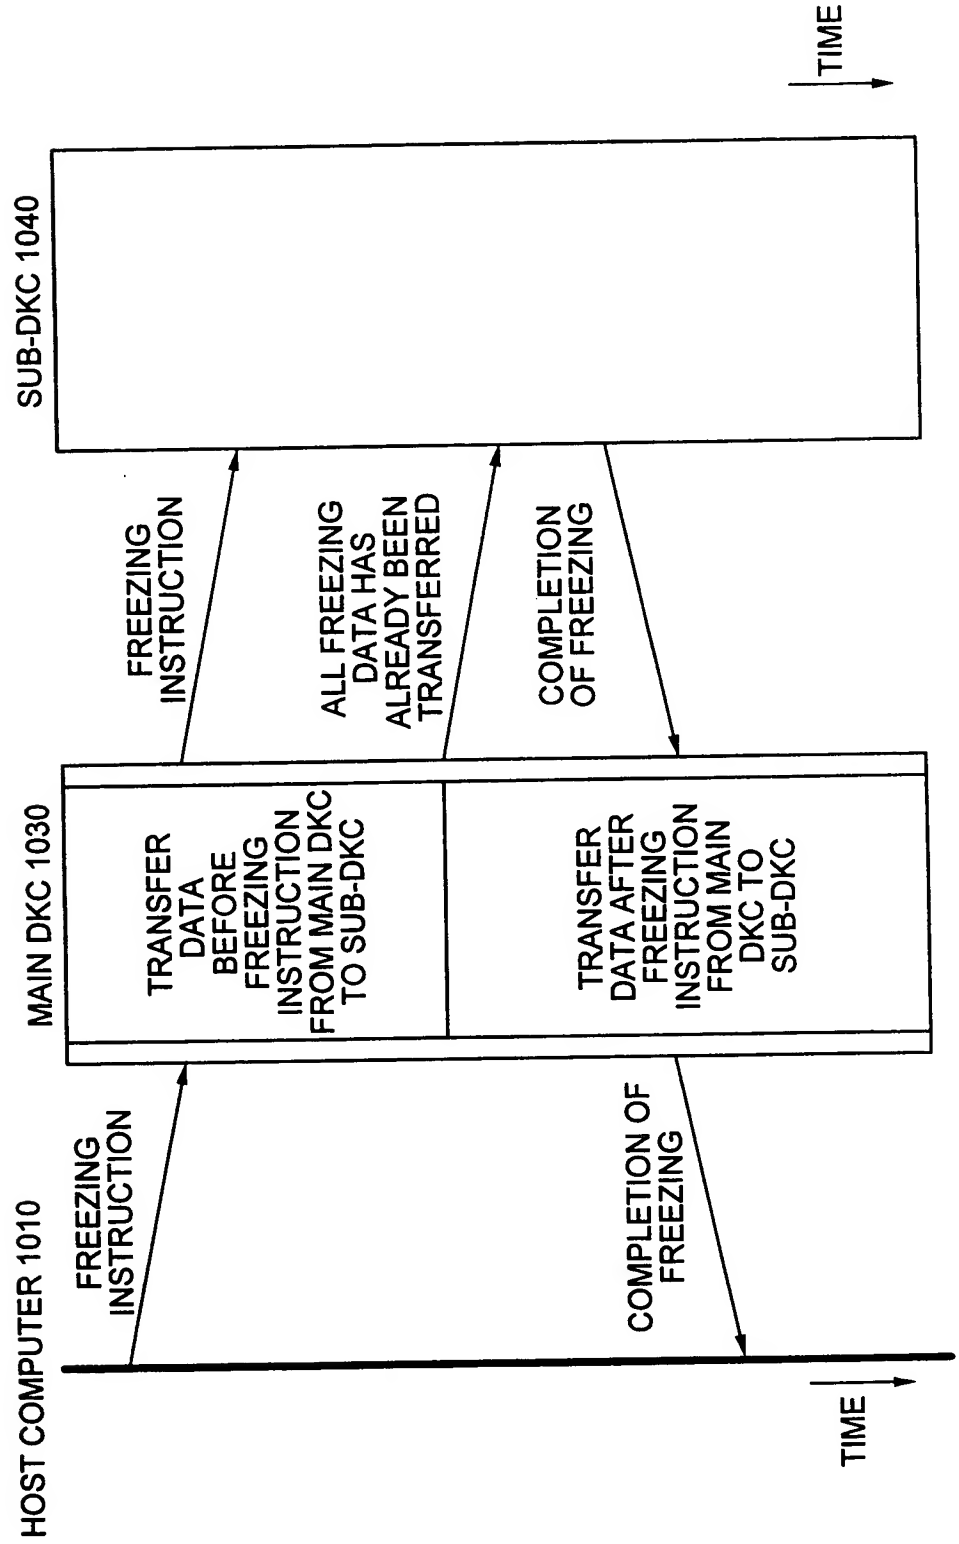 HOST COMPUTER 1010
MAIN DKC 1030
SUB-DKC 1040
FREEZING
INSTRUCTION
TRANSFER
DATA
BEFORE
FREEZING
INSTRUCTION
FROM MAIN DKC
TO SUB-DKC
FREEZING
INSTRUCTION
ALL FREEZING
DATA HAS
ALREADY BEEN
TRANSFERRED
COMPLETION
OF FREEZING
TRANSFER
DATA AFTER
FREEZING
INSTRUCTION
FROM MAIN
DKC TO
SUB-DKC
COMPLETION OF
FREEZING
TIME
TIME